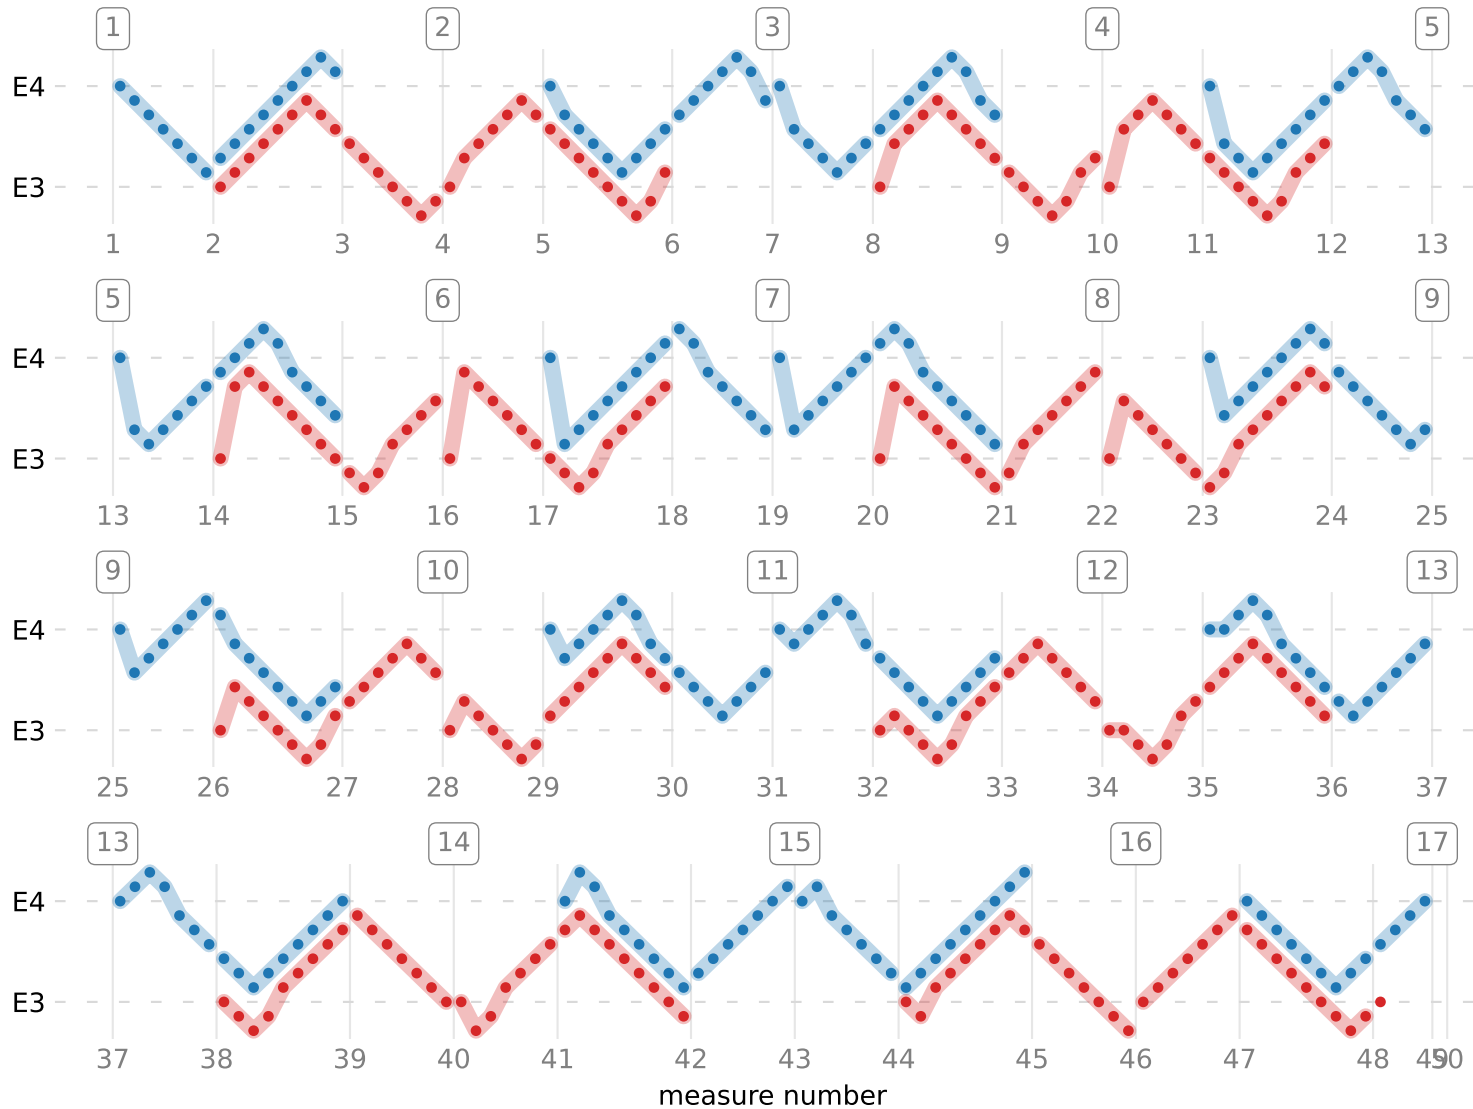 1 2 3 4 5
E4
E3
1 2 3 4 5 6 7 8 9 10 11 12 13
5 6 7 8 9
E4
E3
13 14 15 16 17 18 19 20 21 22 23 24 25
9 10 11 12 13
E4
E3
25 26 27 28 29 30 31 32 33 34 35 36 37
13 14 15 16 17
E4
E3
37 38 39 40 41 42 43 44 45 46 47 48 49 50
measure number